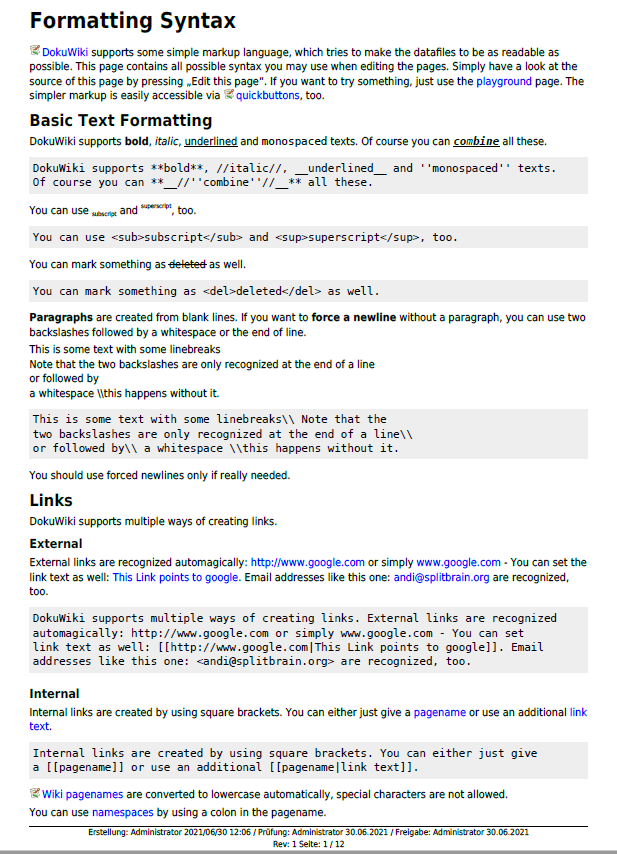 Formatting Syntax
DokuWiki supports some simple markup language, which tries to make the datafiles to be as readable as
possible. This page contains all possible syntax you may use when editing the pages. Simply have a look at the
source of this page by pressing „Edit this page“. If you want to try something, just use the playground page. The
simpler markup is easily accessible via quickbuttons, too.
Basic Text Formatting
DokuWiki supports bold, italic, underlined and monospaced texts. Of course you can combine all these.
DokuWiki supports **bold**, //italic//, __underlined__ and ''monospaced'' texts.
Of course you can **__//''combine''//__** all these.
You can use subscript and superscript, too.
You can use <sub>subscript</sub> and <sup>superscript</sup>, too.
You can mark something as deleted as well.
You can mark something as <del>deleted</del> as well.
Paragraphs are created from blank lines. If you want to force a newline without a paragraph, you can use two
backslashes followed by a whitespace or the end of line.
This is some text with some linebreaks
Note that the two backslashes are only recognized at the end of a line
or followed by
a whitespace \\this happens without it.
This is some text with some linebreaks\\ Note that the
two backslashes are only recognized at the end of a line\\
or followed by\\ a whitespace \\this happens without it.
You should use forced newlines only if really needed.
Links
DokuWiki supports multiple ways of creating links.
External
External links are recognized automagically: http://www.google.com or simply www.google.com - You can set the
link text as well: This Link points to google. Email addresses like this one: andi@splitbrain.org are recognized,
too.
DokuWiki supports multiple ways of creating links. External links are recognized
automagically: http://www.google.com or simply www.google.com - You can set
link text as well: [[http://www.google.com|This Link points to google]]. Email
addresses like this one: <andi@splitbrain.org> are recognized, too.
Internal
Internal links are created by using square brackets. You can either just give a pagename or use an additional link
text.
Internal links are created by using square brackets. You can either just give
a [[pagename]] or use an additional [[pagename|link text]].
Wiki pagenames are converted to lowercase automatically, special characters are not allowed.
You can use namespaces by using a colon in the pagename.
Erstellung: Administrator 2021/06/30 12:06 / Prüfung: Administrator 30.06.2021 / Freigabe: Administrator 30.06.2021
Rev: 1 Seite: 1 / 12